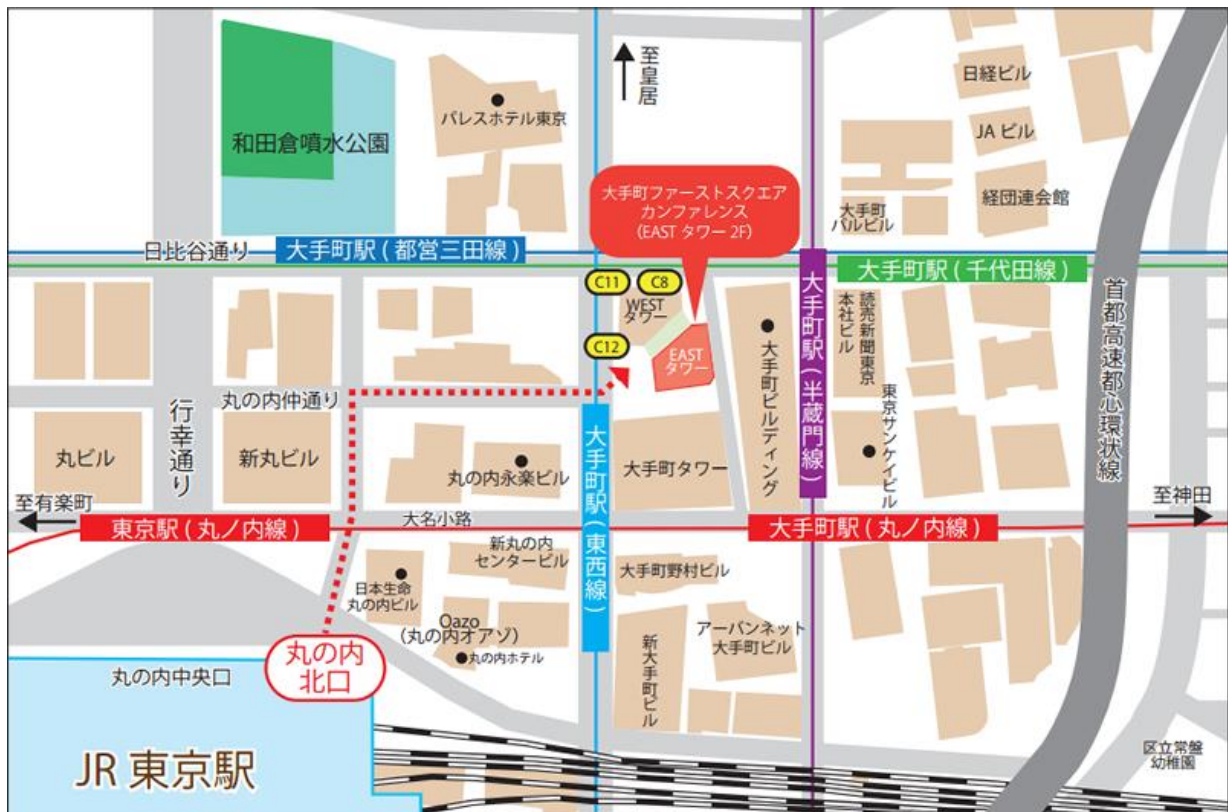 至皇居
日経ビル
パレスホテル東京
JAビル
和田倉噴水公園
大手町ファーストスクエア
カンファレンス
(EASTタワー2F)
経団連会館
大手町
パルビル
日比谷通り
大手町駅(都営三田線)
大手町駅(千代田線)
C11
C8
WEST
タワー
C12
EAST
タワー
大手町ビルディング
大手町駅(半蔵門線)
読売新聞東京
本社ビル
東京サンケイビル
首都高速都心環状線
丸の内仲通り
行幸通り
丸ビル
新丸ビル
丸の内永楽ビル
大手町駅(東西線)
大手町タワー
至有楽町
至神田
大名小路
東京駅(丸ノ内線)
大手町駅(丸ノ内線)
新丸の内
センタービル
大手町野村ビル
日本生命
丸の内ビル
Oazo
(丸の内オアゾ)
丸の内ホテル
アーバンネット
大手町ビル
新大手町ビル
丸の内
北口
丸の内中央口
JR東京駅
区立常盤
幼稚園